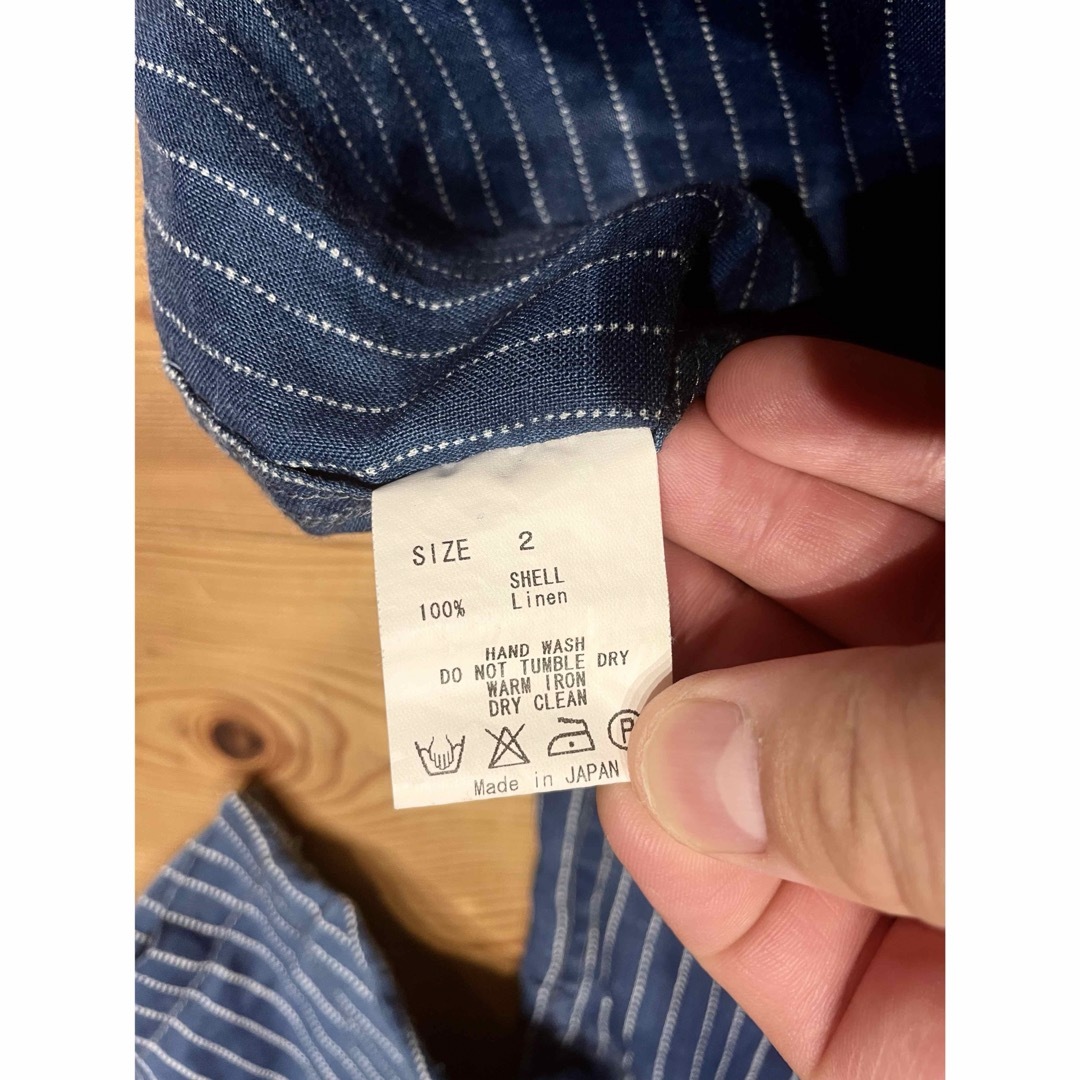 SIZE 2
SHELL
100% Linen
HAND WASH
DO NOT TUMBLE DRY
WARM IRON
DRY CLEAN
P
Made in JAPAN